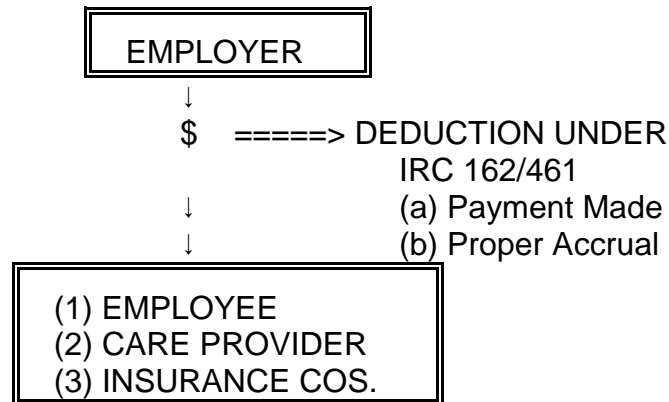 EMPLOYER
↓
$ =====> DEDUCTION UNDER
IRC 162/461
↓ (a) Payment Made
↓ (b) Proper Accrual
(1) EMPLOYEE
(2) CARE PROVIDER
(3) INSURANCE COS.